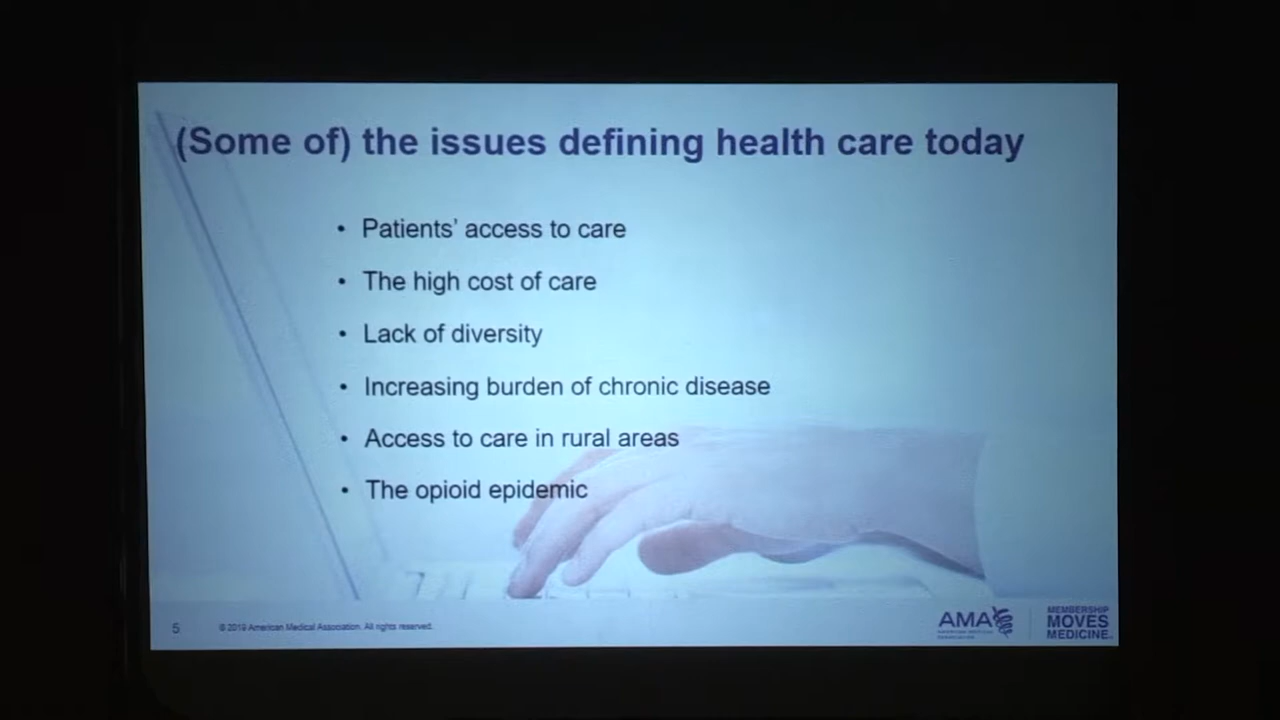 (Some of) the issues defining health care today
• Patients’ access to care
• The high cost of care
• Lack of diversity
• Increasing burden of chronic disease
• Access to care in rural areas
• The opioid epidemic
5
© 2019 American Medical Association. All rights reserved.
AMA
MEMBERSHIP
MOVES
MEDICINE